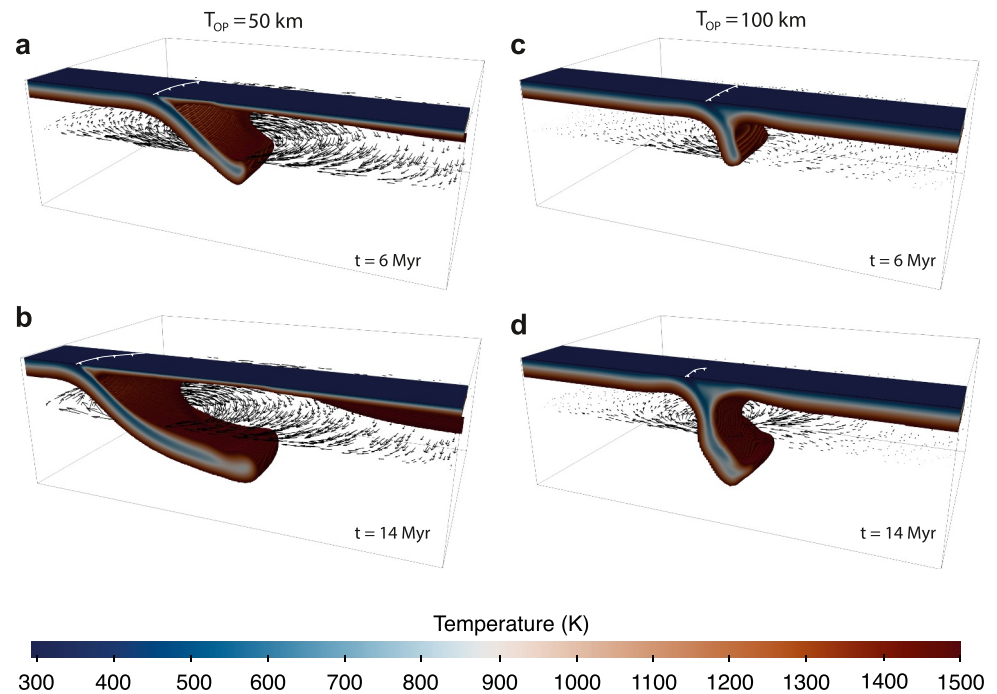 T_OP = 50 km
T_OP = 100 km
a
c
t = 6 Myr
t = 6 Myr
b
d
t = 14 Myr
t = 14 Myr
Temperature (K)
300 400 500 600 700 800 900 1000 1100 1200 1300 1400 1500